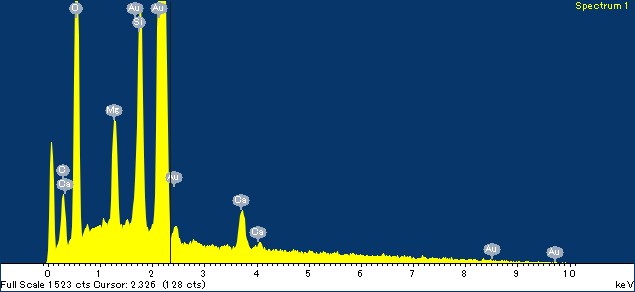 Spectrum 1
O Au Au
Si
Mg
O
Ca
Au
Ca
Ca
Au Au
0 1 2 3 4 5 6 7 8 9 10
Full Scale 1523 cts Cursor: 2.326 (128 cts) keV